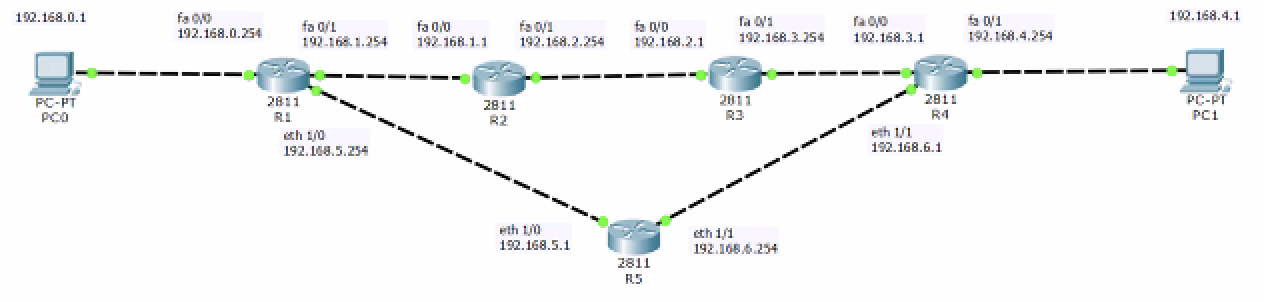 192.168.0.1
fa 0/0
192.168.0.254
fa 0/1
192.168.1.254
fa 0/0
192.168.1.1
fa 0/1
192.168.2.254
fa 0/0
192.168.2.1
fa 0/1
192.168.3.254
fa 0/0
192.168.3.1
fa 0/1
192.168.4.254
192.168.4.1
PC-PT
PC0
2811
R1
2811
R2
2811
R3
2811
R4
PC-PT
PC1
eth 1/0
192.168.5.254
eth 1/1
192.168.6.1
eth 1/0
192.168.5.1
eth 1/1
192.168.6.254
2811
R5